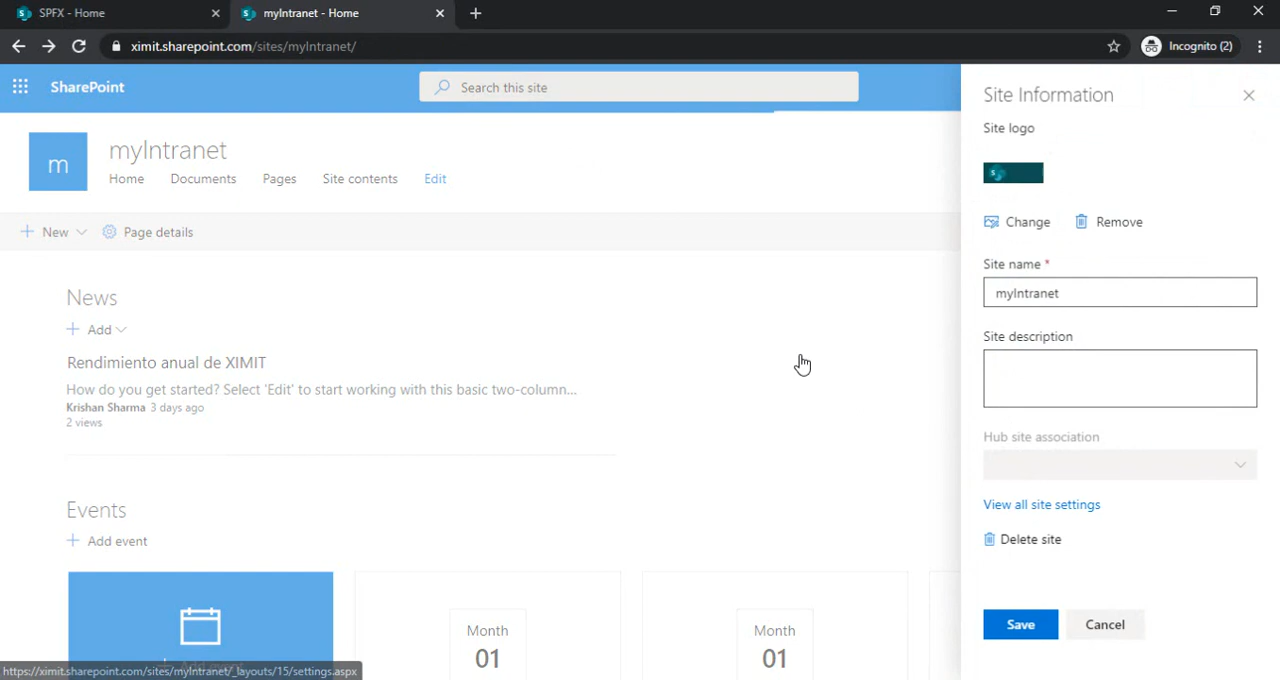 SPFX - Home
myIntranet - Home
ximit.sharepoint.com/sites/myIntranet/
Incognito (2)
SharePoint
Search this site
m
myIntranet
Home
Documents
Pages
Site contents
Edit
New
Page details
News
Add
Rendimiento anual de XIMIT
How do you get started? Select 'Edit' to start working with this basic two-column...
Krishan Sharma 3 days ago
2 views
Events
Add event
Month
01
Month
01
https://ximit.sharepoint.com/sites/myIntranet/_layouts/15/settings.aspx
Site Information
Site logo
Change
Remove
Site name *
myIntranet
Site description
Hub site association
View all site settings
Delete site
Save
Cancel